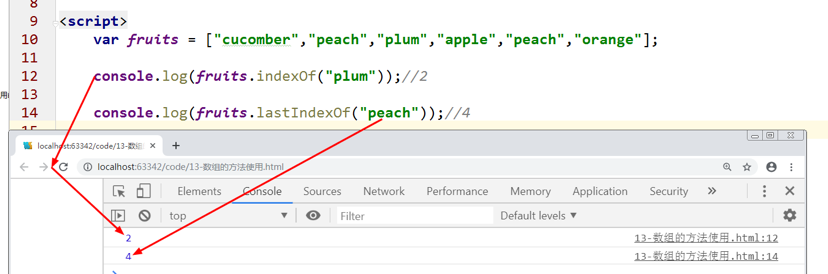 8
9 <script>
10 var fruits = ["cucomber","peach","plum","apple","peach","orange"];
11
12 console.log(fruits.indexOf("plum"));//2
用
13
14 console.log(fruits.lastIndexOf("peach"));//4
15
localhost:63342/code/13-数组
localhost:63342/code/13-数组的方法使用.html
Elements Console Sources Network Performance Memory Application Security »
top Filter Default levels ▼
2 13-数组的方法使用.html:12
4 13-数组的方法使用.html:14